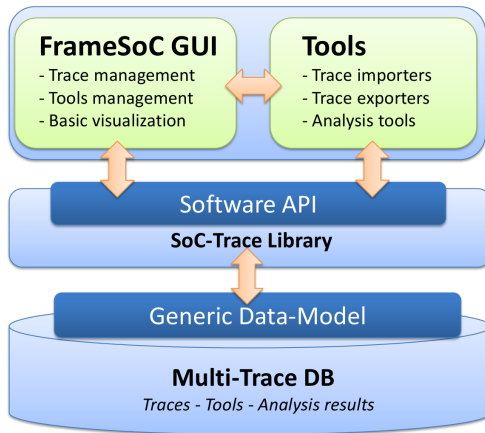 FrameSoC GUI
- Trace management
- Tools management
- Basic visualization
Tools
- Trace importers
- Trace exporters
- Analysis tools
Software API
SoC-Trace Library
Generic Data-Model
Multi-Trace DB
Traces - Tools - Analysis results